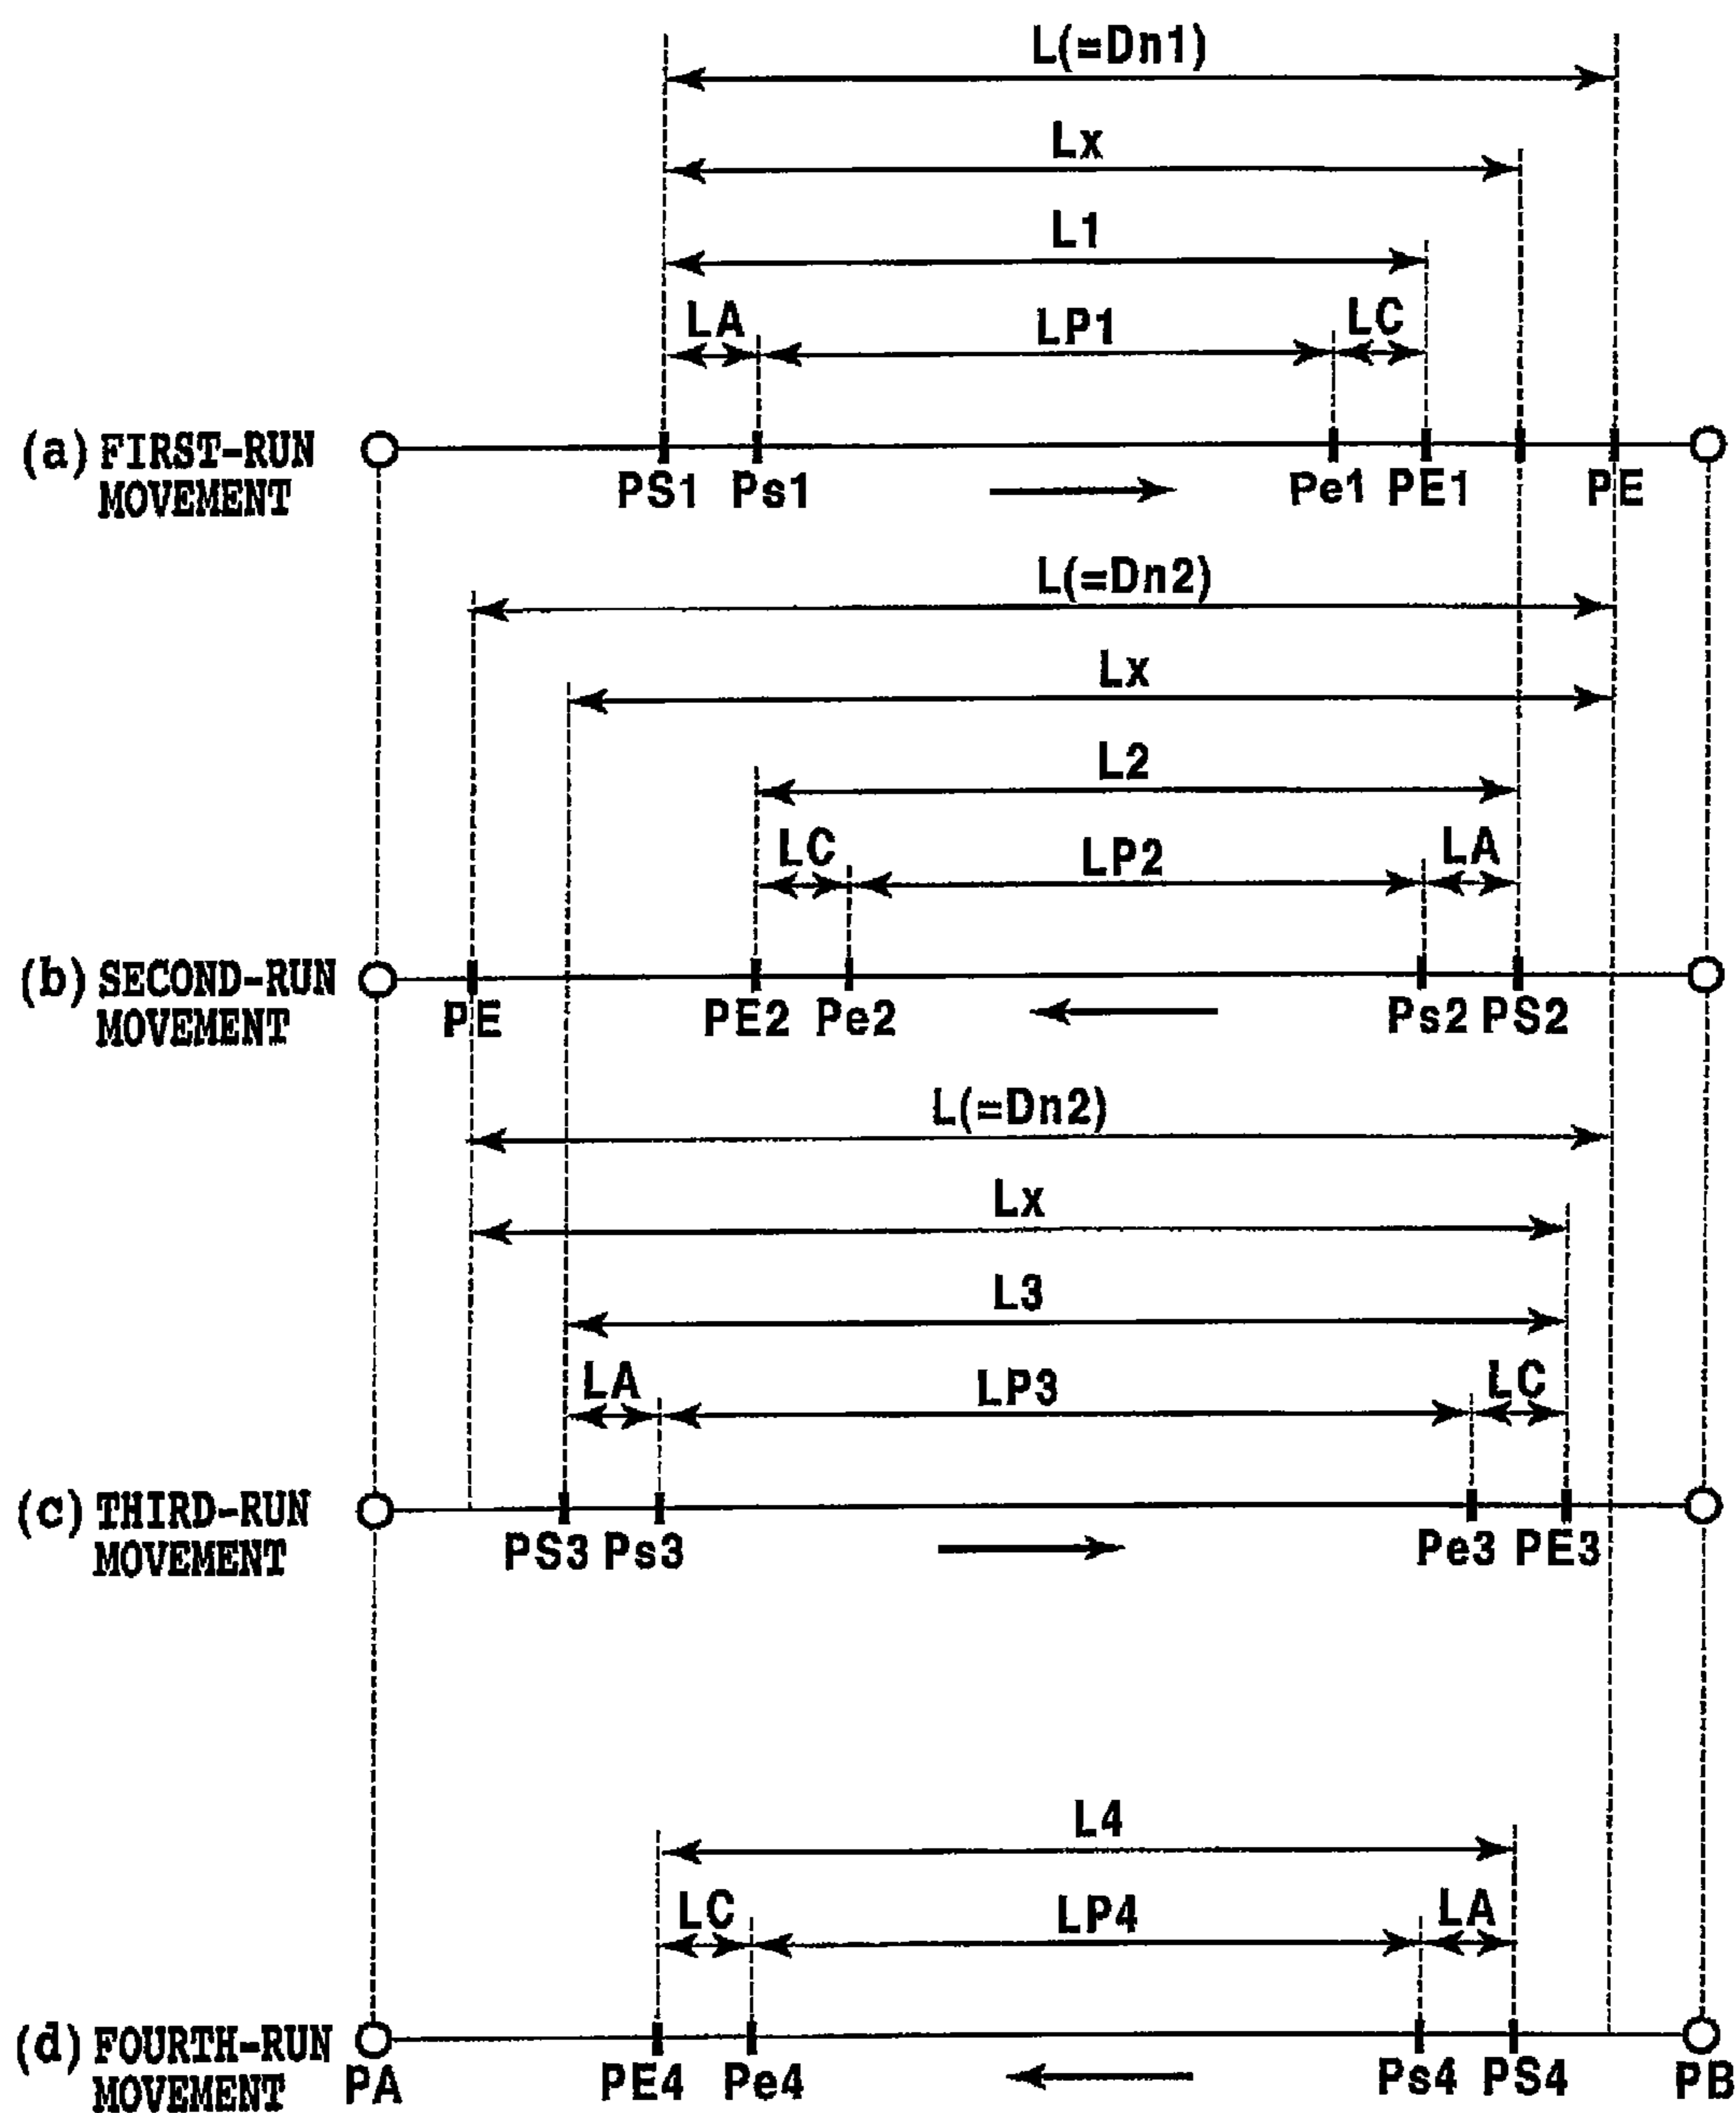 L(=Dn1)
Lx
L1
LA LP1 LC
(a) FIRST-RUN
MOVEMENT
PS1 Ps1 Pe1 PE1 PE
L(=Dn2)
Lx
L2
LC LP2 LA
(b) SECOND-RUN
MOVEMENT
PE PE2 Pe2 Ps2 PS2
L(=Dn2)
Lx
L3
LA LP3 LC
(c) THIRD-RUN
MOVEMENT
PS3 Ps3 Pe3 PE3
L4
LC LP4 LA
(d) FOURTH-RUN
MOVEMENT
PA PE4 Pe4 Ps4 PS4 PB